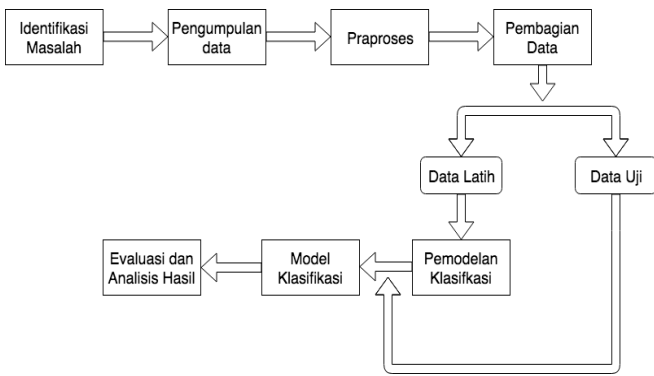 Identifikasi
Masalah
Pengumpulan
data
Praproses
Pembagian
Data
Data Latih
Data Uji
Evaluasi dan
Analisis Hasil
Model
Klasifikasi
Pemodelan
Klasifkasi